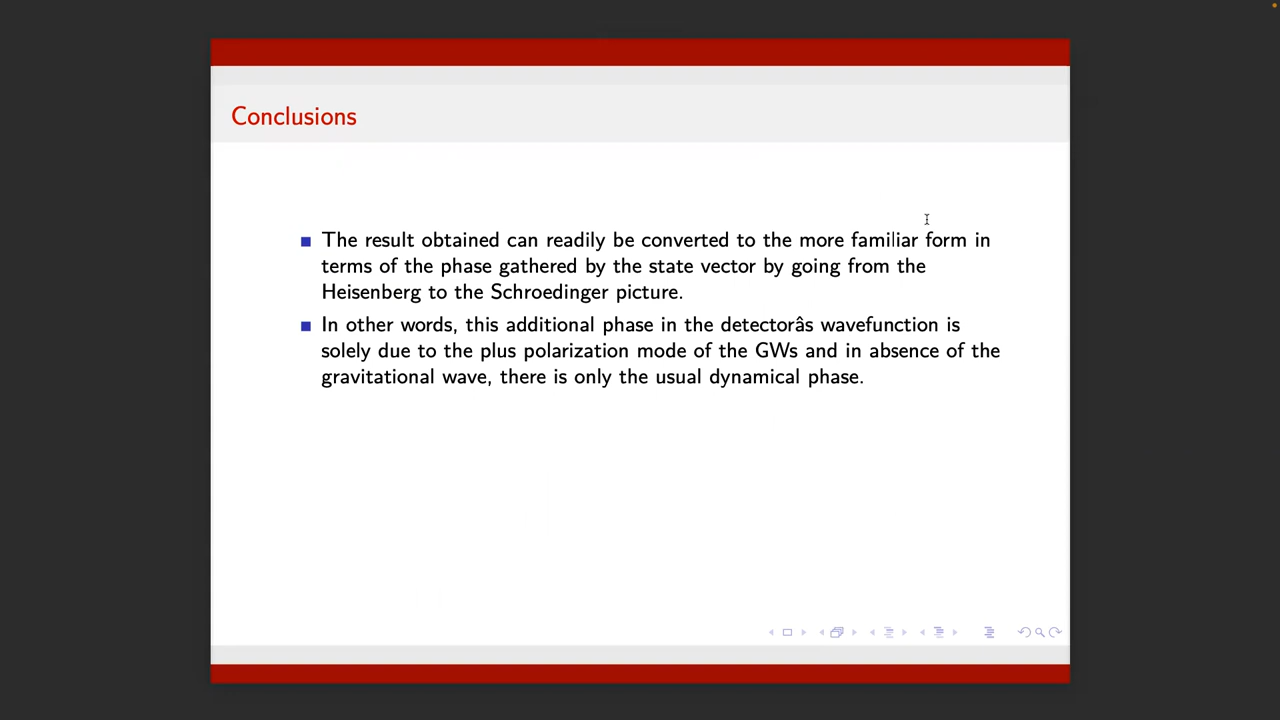 Conclusions
The result obtained can readily be converted to the more familiar form in
terms of the phase gathered by the state vector by going from the
Heisenberg to the Schroedinger picture.
In other words, this additional phase in the detectorâs wavefunction is
solely due to the plus polarization mode of the GWs and in absence of the
gravitational wave, there is only the usual dynamical phase.